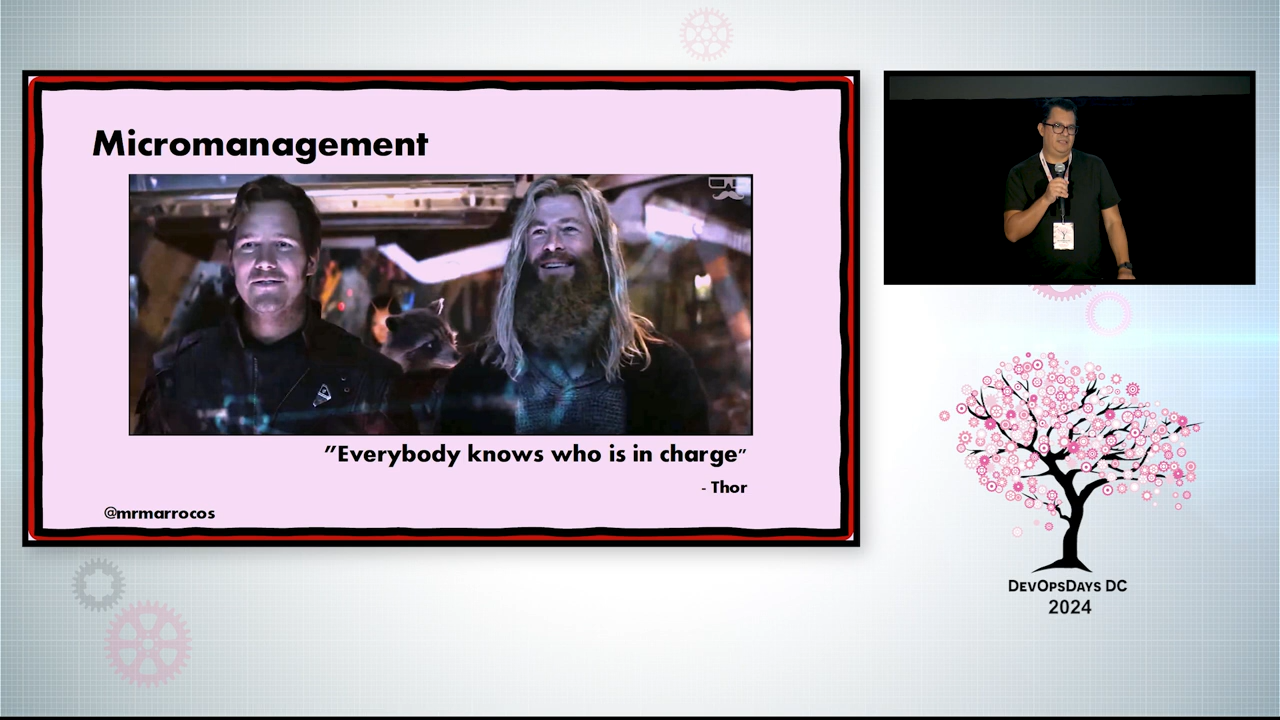 Micromanagement
"Everybody knows who is in charge"
- Thor
@mrmarrocos
DEVOPSDAYS DC
2024